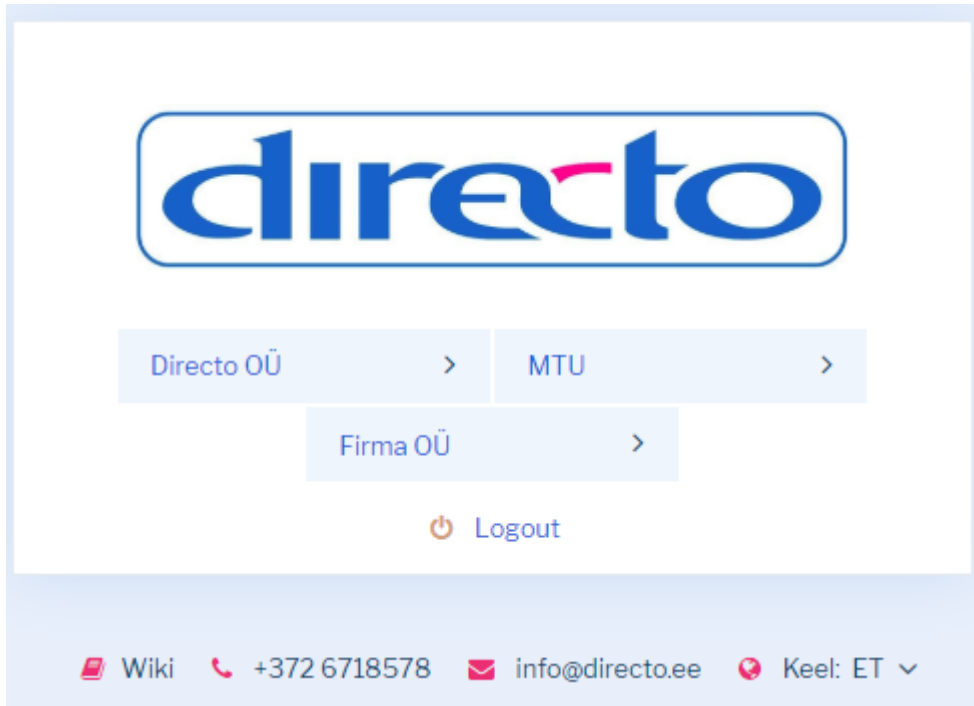 directo
Directo OÜ MTU
Firma OÜ
Logout
Wiki +372 6718578 info@directo.ee Keel: ET